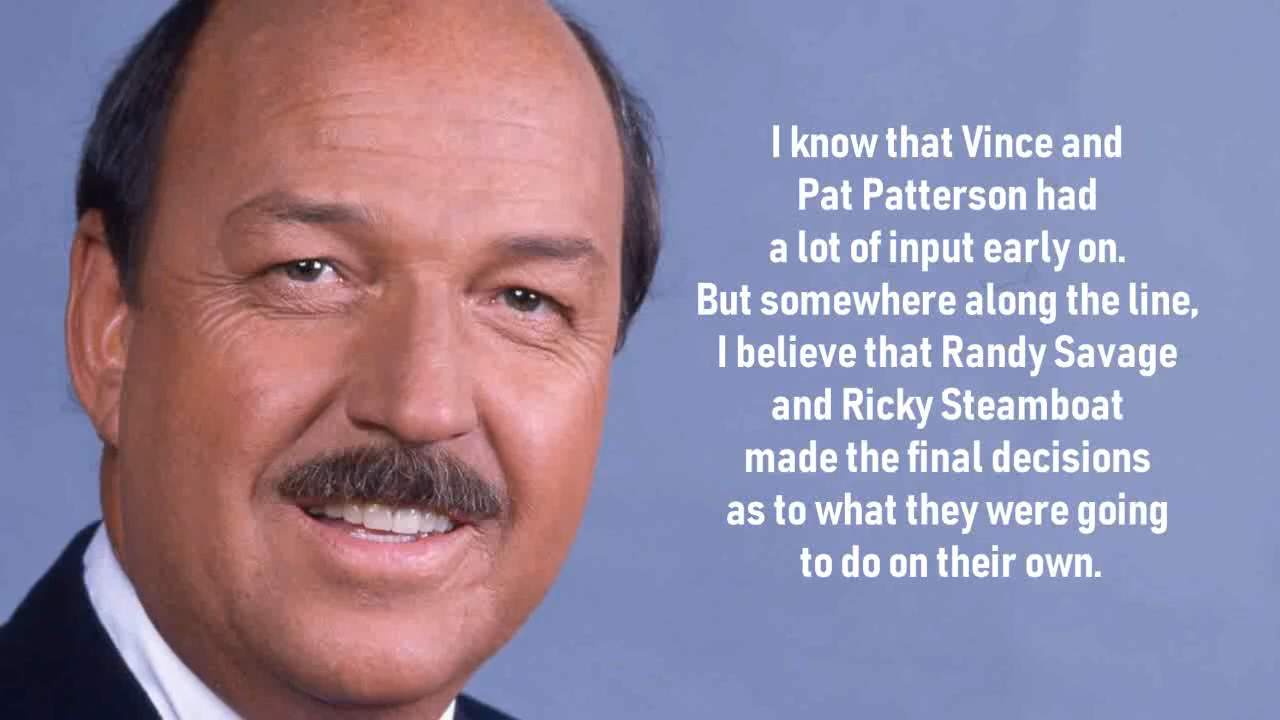 I know that Vince and
Pat Patterson had
a lot of input early on.
But somewhere along the line,
I believe that Randy Savage
and Ricky Steamboat
made the final decisions
as to what they were going
to do on their own.